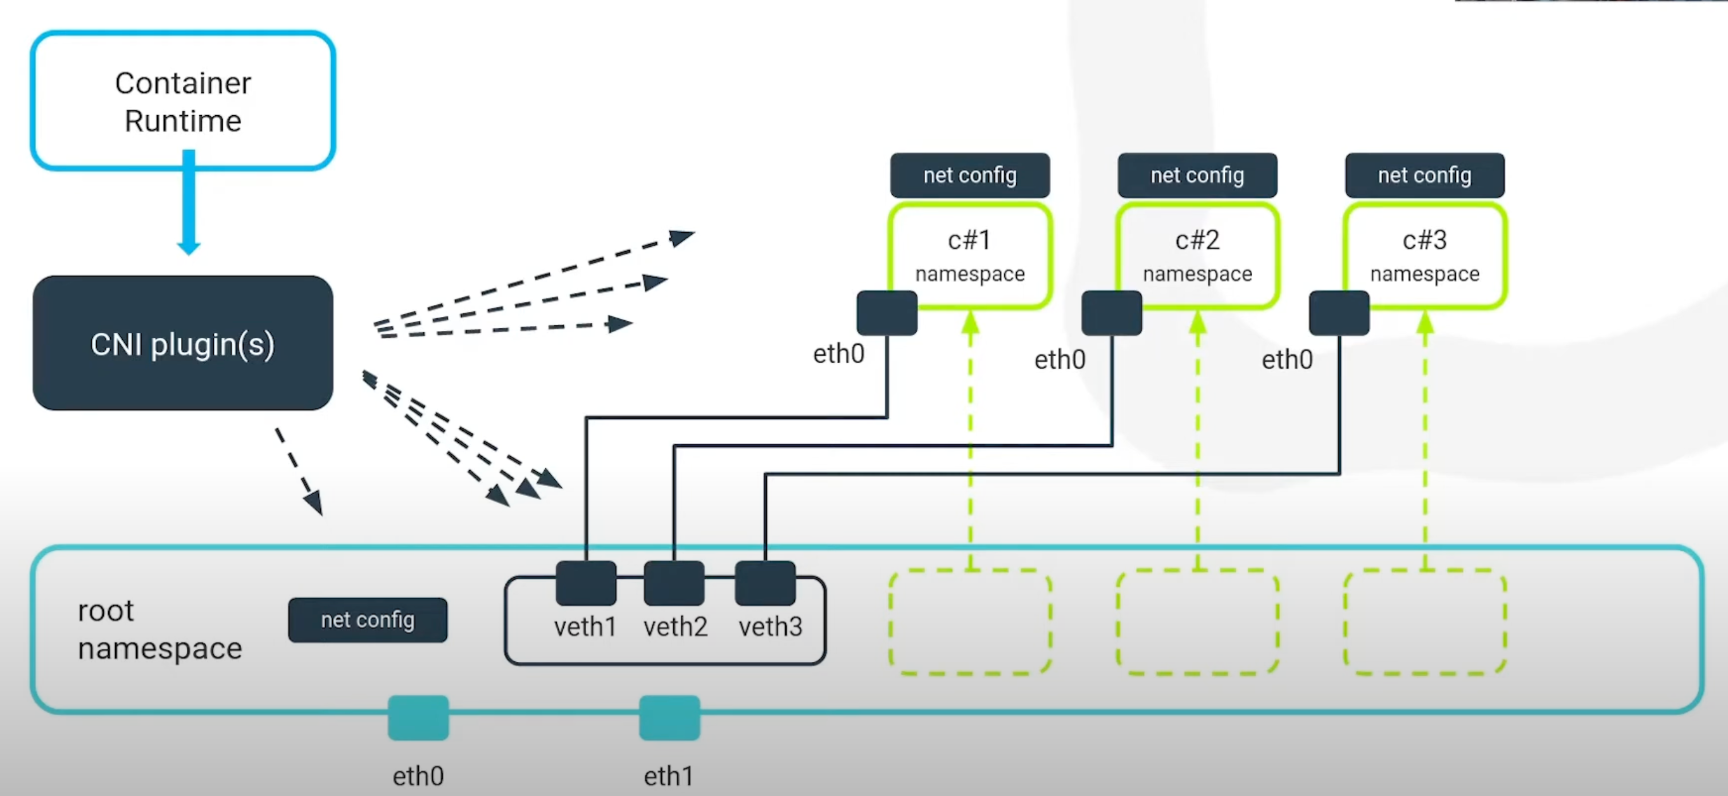 Container
Runtime
net config
net config
net config
c#1
namespace
c#2
namespace
c#3
namespace
CNI plugin(s)
eth0
eth0
eth0
root
namespace
net config
veth1
veth2
veth3
eth0
eth1